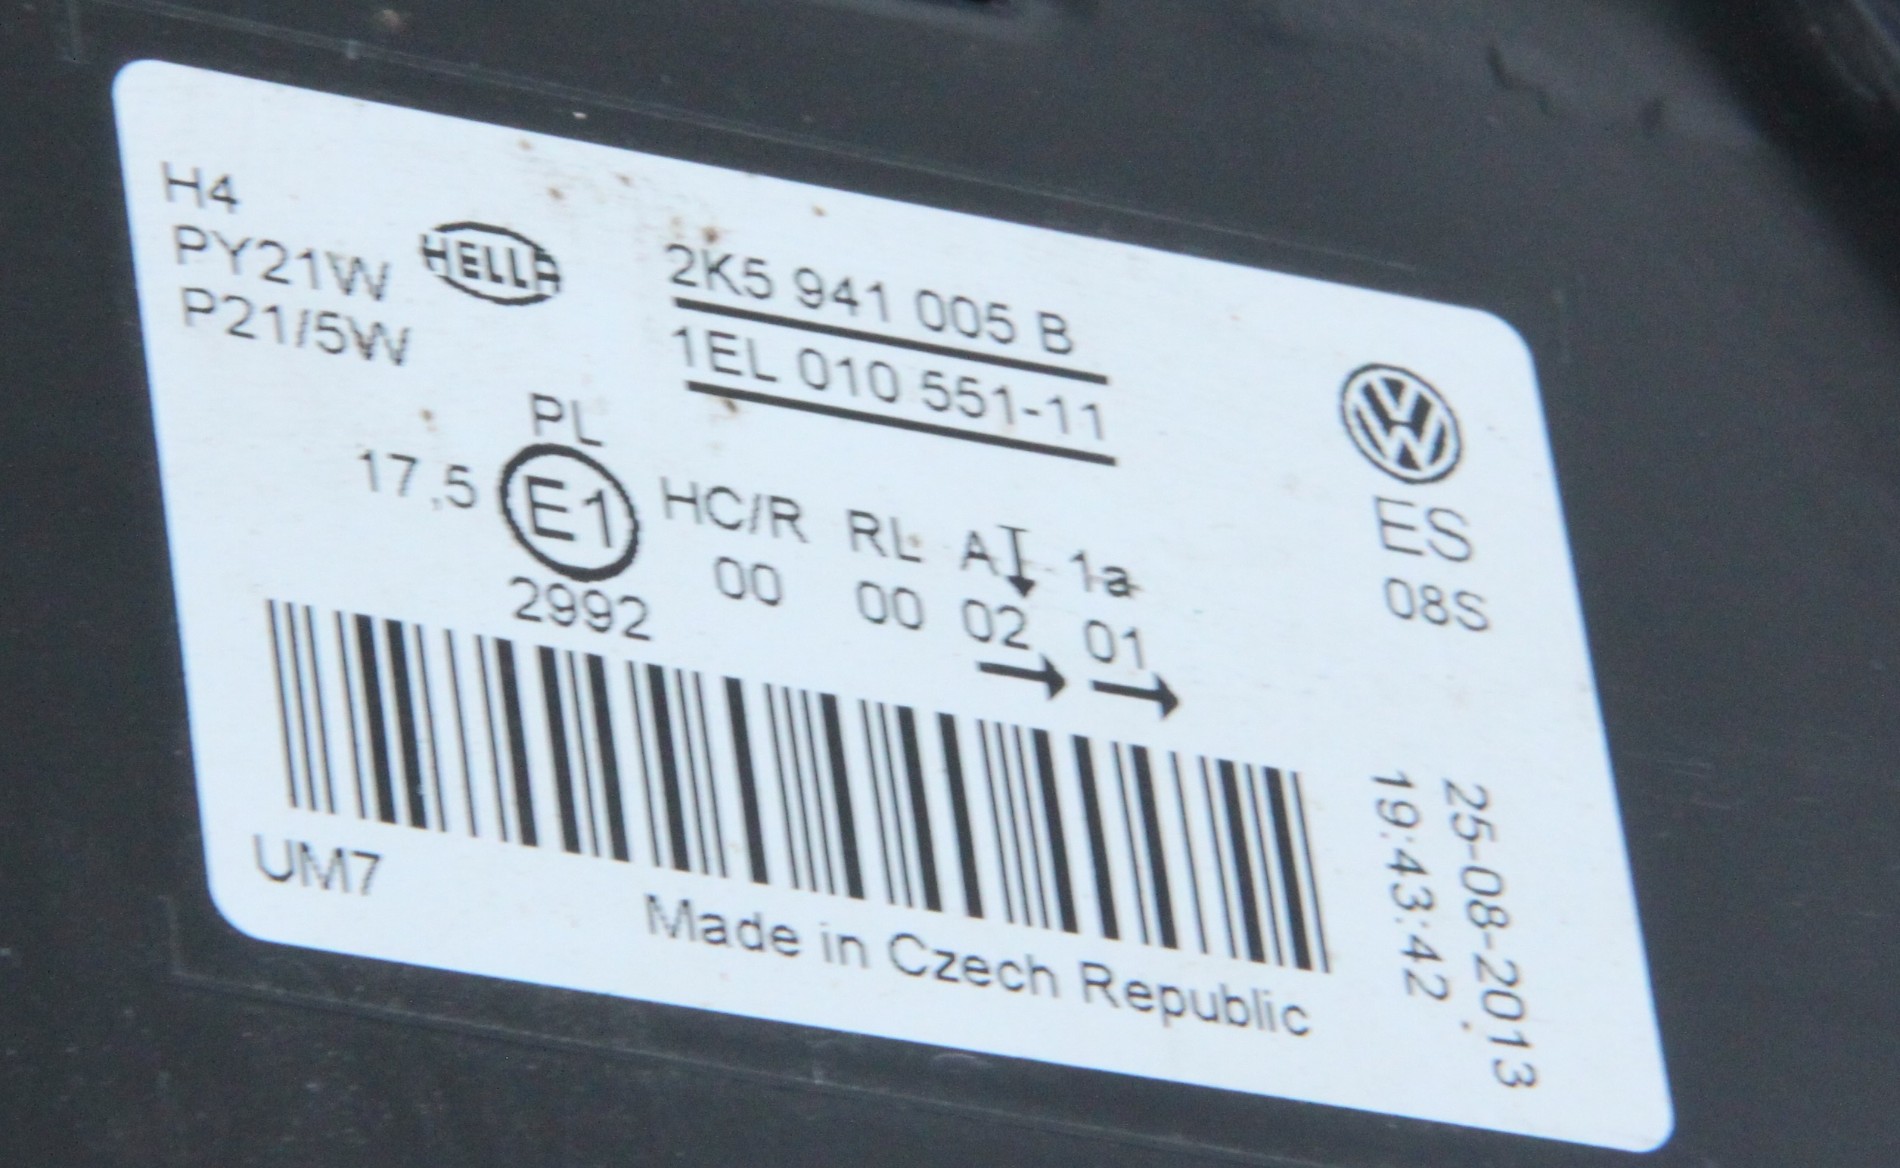 H4
PY21W
P21/5W
HELLA
2K5 941 005 B
1EL 010 551-11
PL
17,5 E1 HC/R RL A 1a
2992 00 00 02 01
→ →
VW
ES
08S
25-08-2013
19:43:42
UM7
Made in Czech Republic